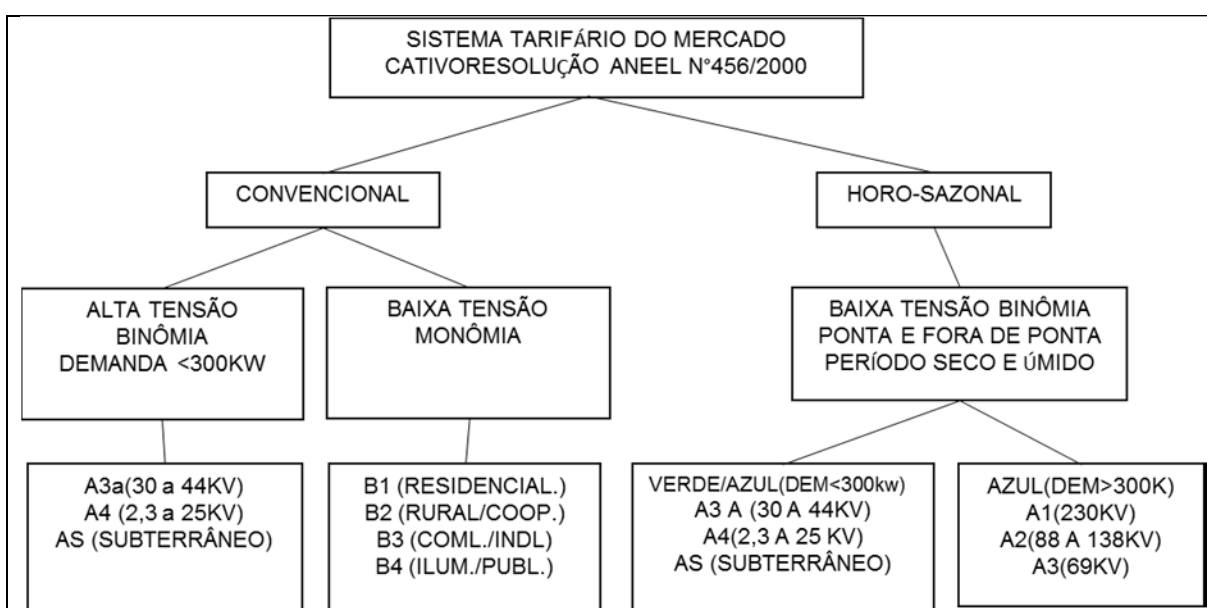 SISTEMA TARIFÁRIO DO MERCADO
CATIVORESOLUÇÃO ANEEL N°456/2000
CONVENCIONAL
HORO-SAZONAL
ALTA TENSÃO
BINÔMIA
DEMANDA <300KW
BAIXA TENSÃO
MONÔMIA
BAIXA TENSÃO BINÔMIA
PONTA E FORA DE PONTA
PERÍODO SECO E ÚMIDO
A3a(30 a 44KV)
A4 (2,3 a 25KV)
AS (SUBTERRÂNEO)
B1 (RESIDENCIAL.)
B2 (RURAL/COOP.)
B3 (COML./INDL)
B4 (ILUM./PUBL.)
VERDE/AZUL(DEM<300kw)
A3 A (30 A 44KV)
A4(2,3 A 25 KV)
AS (SUBTERRÂNEO)
AZUL(DEM>300K)
A1(230KV)
A2(88 A 138KV)
A3(69KV)